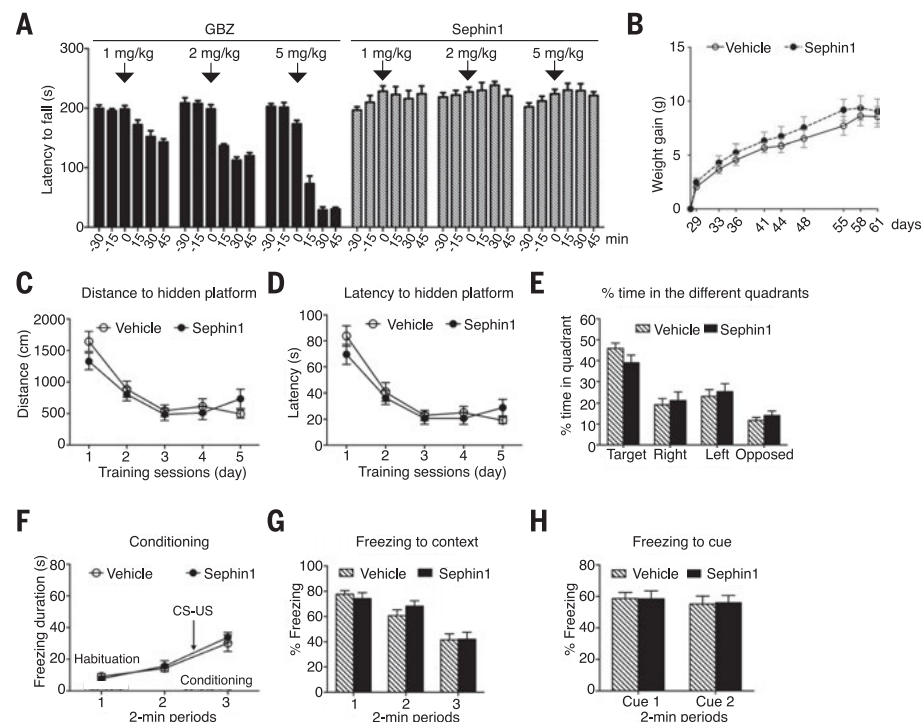 A
GBZ Sephin1
1 mg/kg 2 mg/kg 5 mg/kg 1 mg/kg 2 mg/kg 5 mg/kg
Latency to fall (s)
300
200
100
0
-30 -15 0 15 30 45 -30 -15 0 15 30 45 -30 -15 0 15 30 45 -30 -15 0 15 30 45 -30 -15 0 15 30 45 -30 -15 0 15 30 45 min
B
Vehicle Sephin1
Weight gain (g)
15
10
5
0
29 33 36 41 44 48 55 58 61 days
C
Distance to hidden platform
Vehicle Sephin1
Distance (cm)
2000
1500
1000
500
0
1 2 3 4 5
Training sessions (day)
D
Latency to hidden platform
Vehicle Sephin1
Latency (s)
100
80
60
40
20
0
1 2 3 4 5
Training sessions (day)
E
% time in the different quadrants
Vehicle Sephin1
% time in quadrant
60
50
40
30
20
10
0
Target Right Left Opposed
F
Conditioning
Vehicle Sephin1
Freezing duration (s)
80
60
40
20
0
CS-US
Habituation
Conditioning
1 2 3
2-min periods
G
Freezing to context
Vehicle Sephin1
% Freezing
100
80
60
40
20
0
1 2 3
2-min periods
H
Freezing to cue
Vehicle Sephin1
% Freezing
80
60
40
20
0
Cue 1 Cue 2
2-min periods